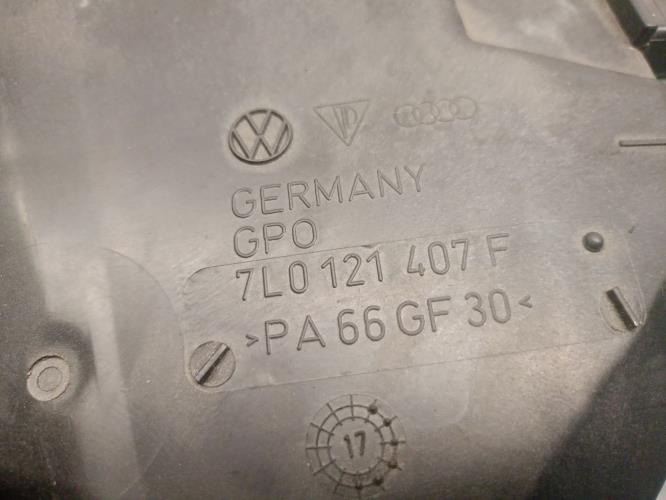 GERMANY
GPO
7L0 121 407 F
>PA 66 GF 30<
17